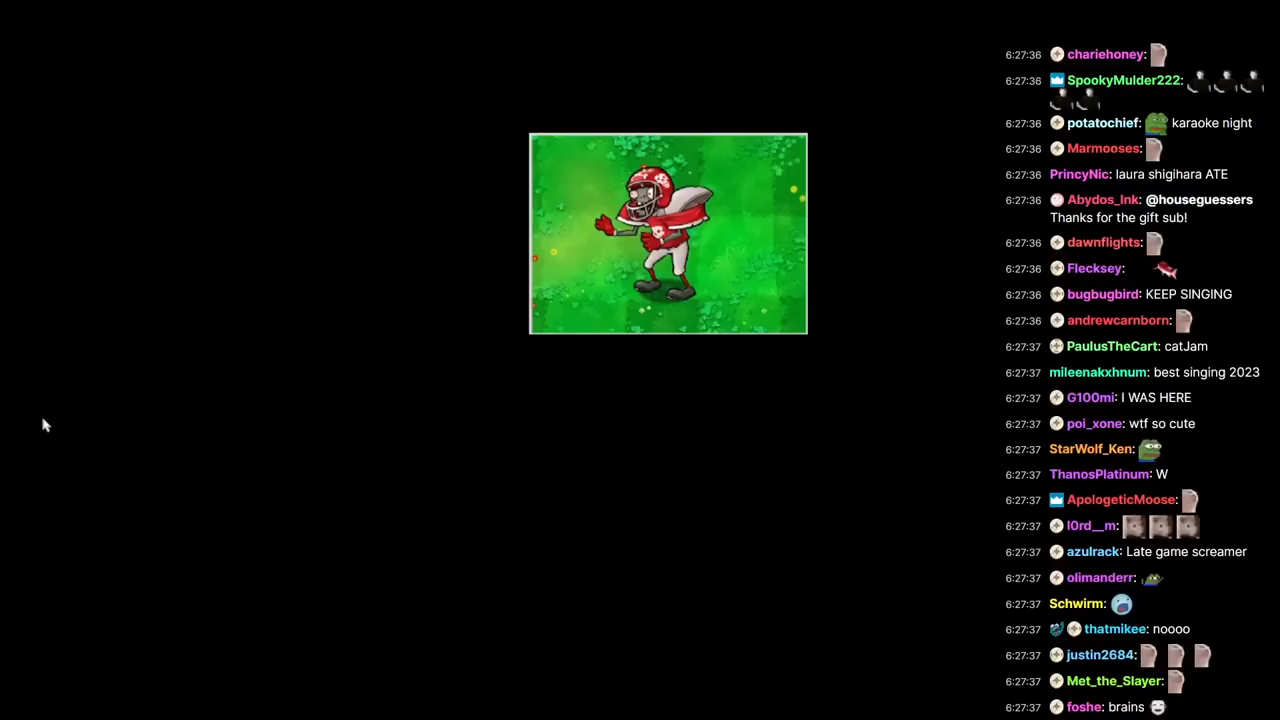 6:27:36 chariehoney:
6:27:36 SpookyMulder222:
6:27:36 potatochief: karaoke night
6:27:36 Marmooses:
6:27:36 PrincyNic: laura shigihara ATE
6:27:36 Abydos_Ink: @houseguessers
Thanks for the gift sub!
6:27:36 dawnflights:
6:27:36 Flecksey:
6:27:36 bugbugbird: KEEP SINGING
6:27:36 andrewcarnborn:
6:27:37 PaulusTheCart: catJam
6:27:37 mileenakxhnum: best singing 2023
6:27:37 G100mi: I WAS HERE
6:27:37 poi_xone: wtf so cute
6:27:37 StarWolf_Ken:
6:27:37 ThanosPlatinum: W
6:27:37 ApologeticMoose:
6:27:37 l0rd__m:
6:27:37 azulrack: Late game screamer
6:27:37 olimanderr:
6:27:37 Schwirm:
6:27:37 thatmikee: noooo
6:27:37 justin2684:
6:27:37 Met_the_Slayer:
6:27:37 foshe: brains